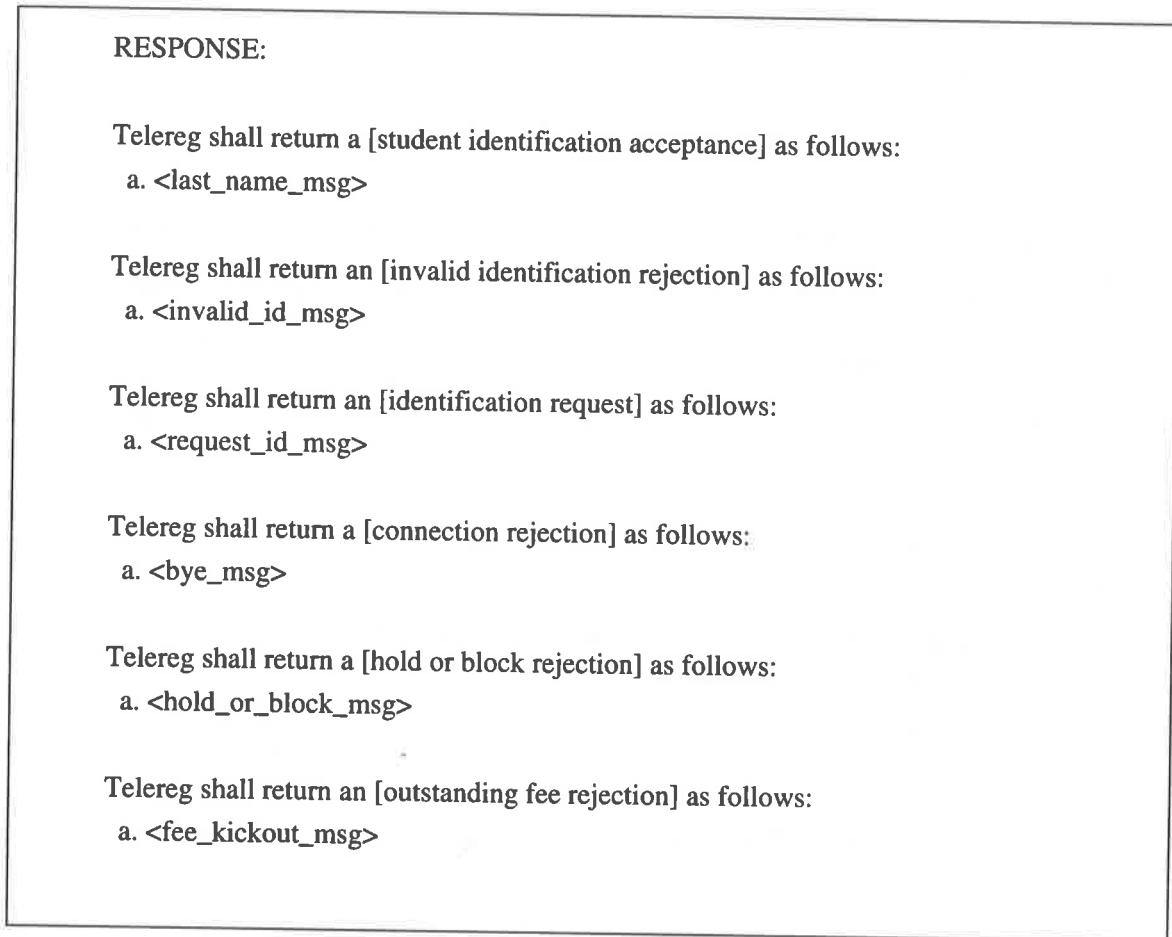 RESPONSE:
Telereg shall return a [student identification acceptance] as follows:
a. <last_name_msg>
Telereg shall return an [invalid identification rejection] as follows:
a. <invalid_id_msg>
Telereg shall return an [identification request] as follows:
a. <request_id_msg>
Telereg shall return a [connection rejection] as follows:
a. <bye_msg>
Telereg shall return a [hold or block rejection] as follows:
a. <hold_or_block_msg>
Telereg shall return an [outstanding fee rejection] as follows:
a. <fee_kickout_msg>